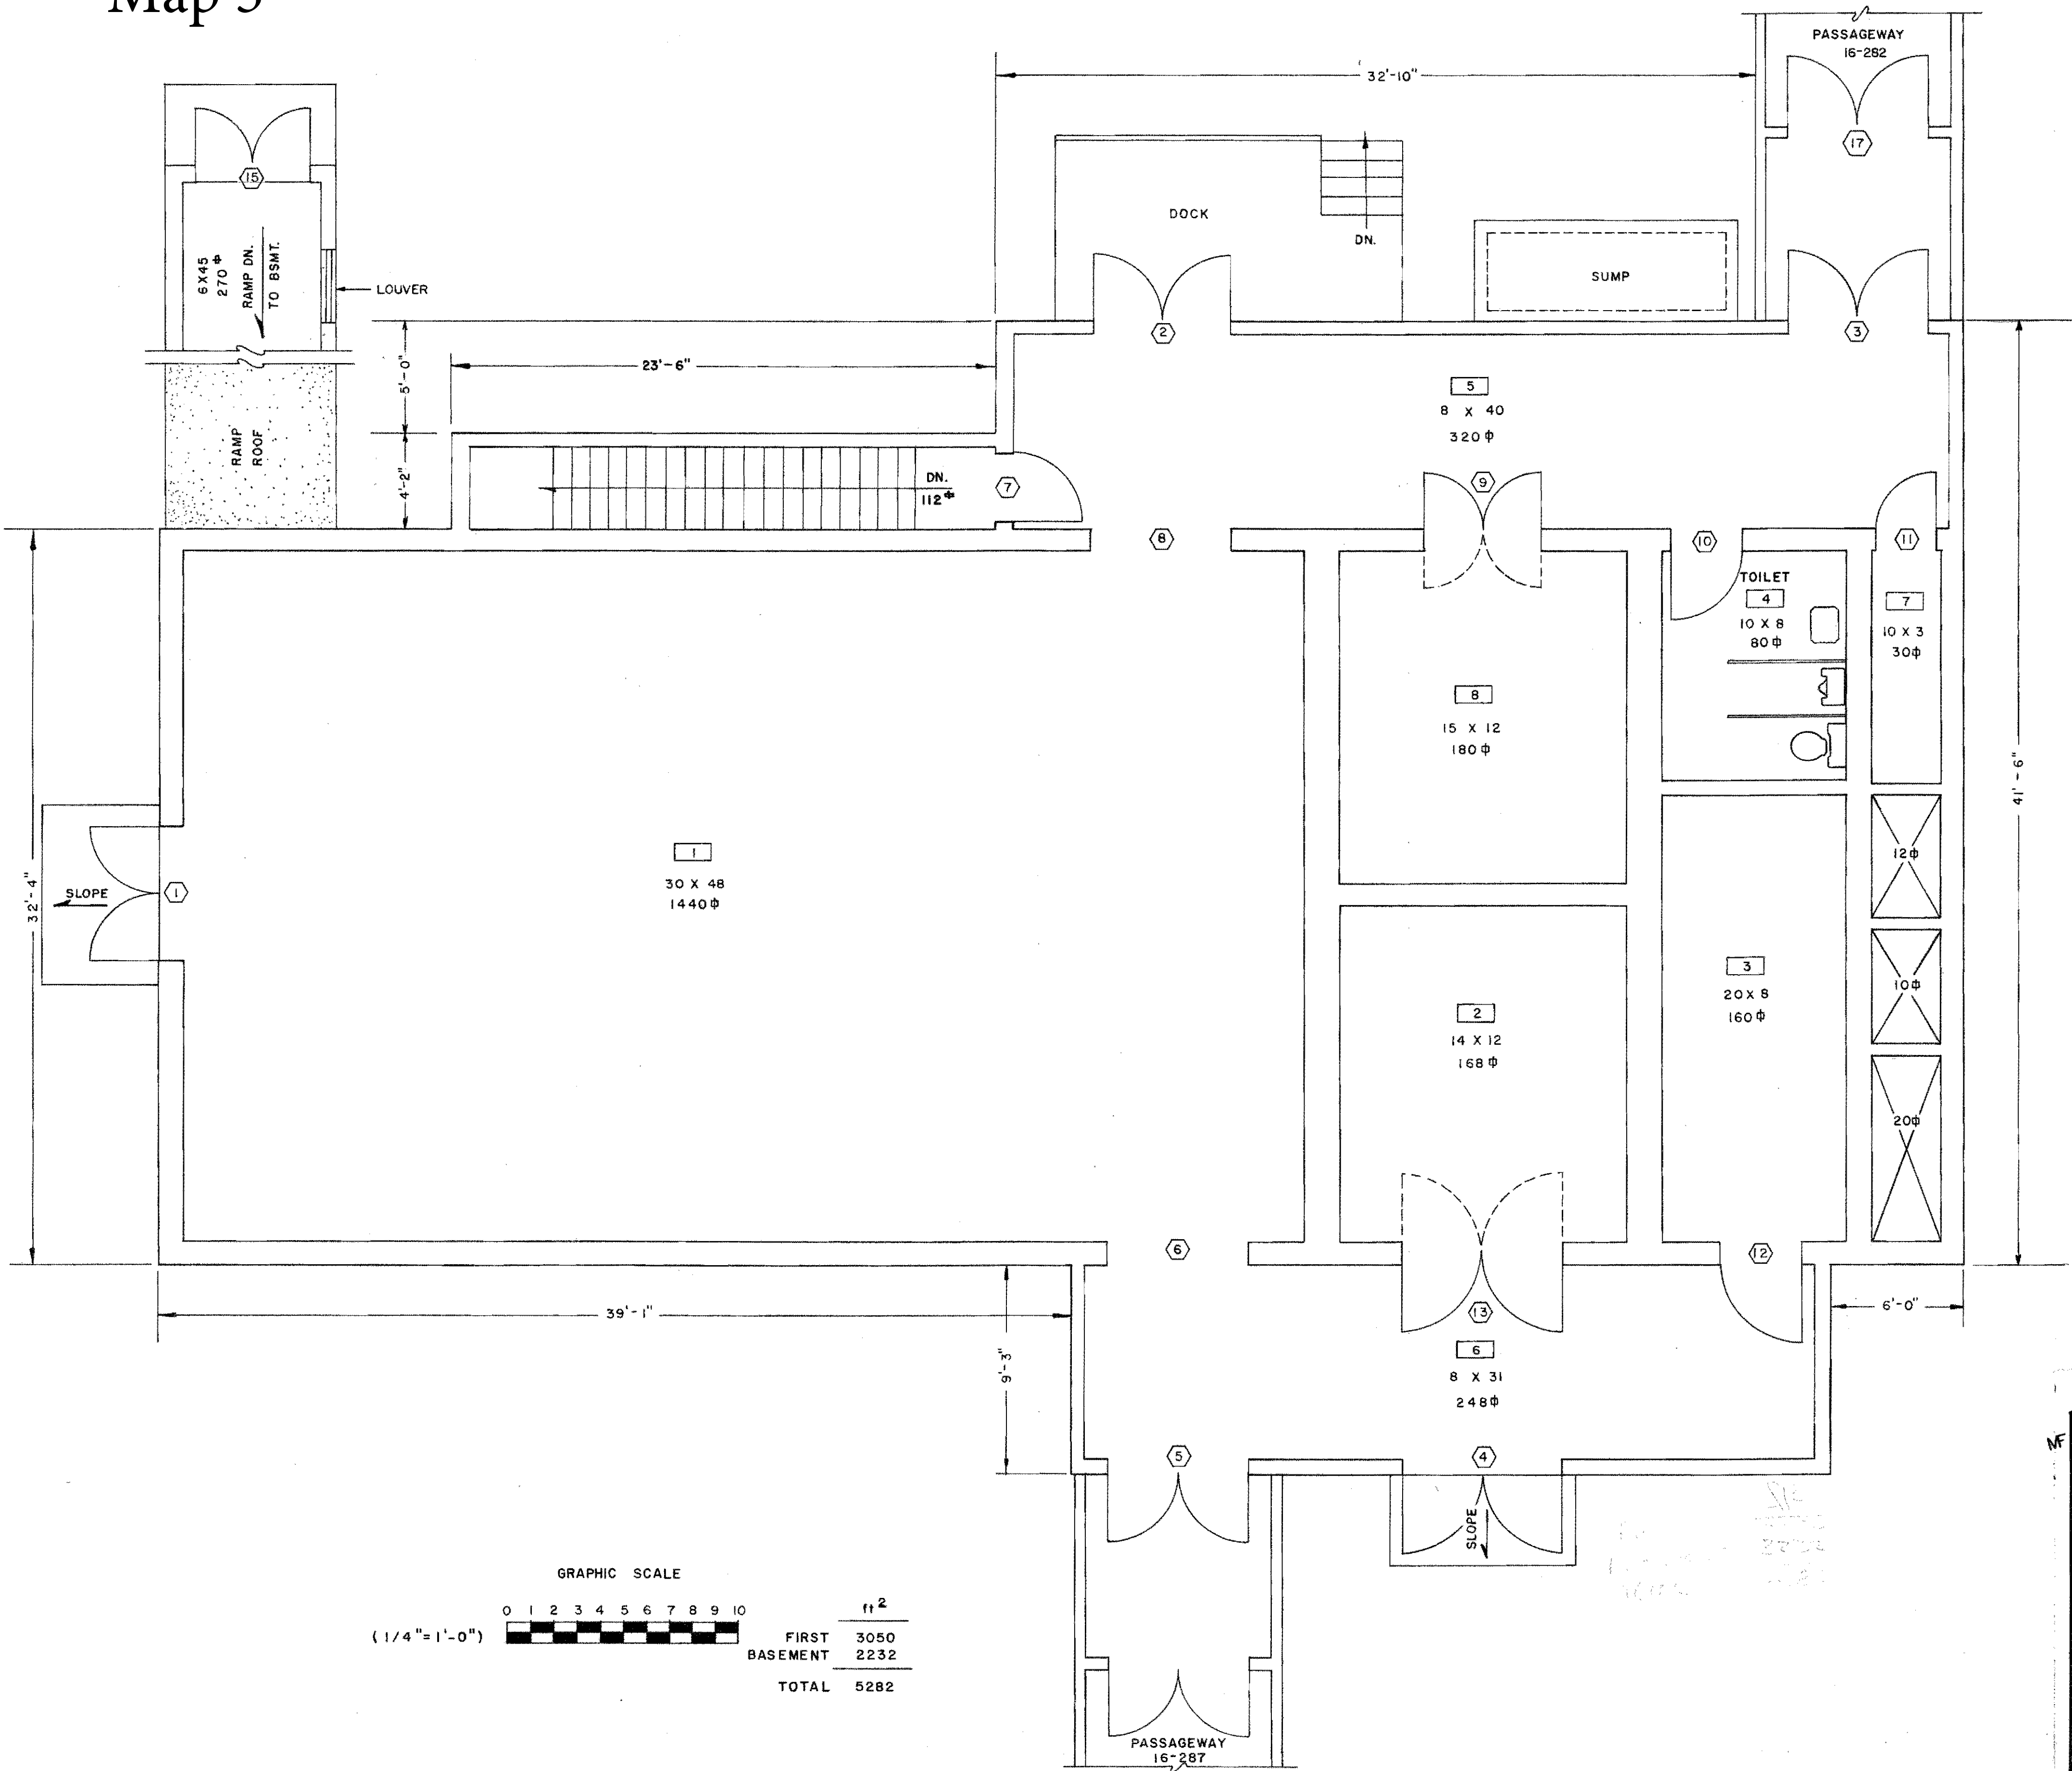 Map 3
PASSAGEWAY
16-282
32'-10"
17
15
DOCK
DN.
SUMP
6 X 45
270 ϕ
RAMP DN.
TO BSMT.
LOUVER
2
3
5'-0"
23'-6"
5
8 X 40
320 ϕ
RAMP
ROOF
4'-2"
DN.
112 ϕ
7
9
8
10
11
TOILET
4
10 X 8
80 ϕ
7
10 X 3
30 ϕ
8
15 X 12
180 ϕ
41'-6"
32'-4"
SLOPE
1
1
30 X 48
1440 ϕ
12 ϕ
3
20 X 8
160 ϕ
10 ϕ
2
14 X 12
168 ϕ
20 ϕ
6
12
39'-1"
13
6'-0"
9'-3"
6
8 X 31
248 ϕ
5
4
SLOPE
GRAPHIC SCALE
0 1 2 3 4 5 6 7 8 9 10
(1/4"=1'-0")
ft²
FIRST 3050
BASEMENT 2232
TOTAL 5282
PASSAGEWAY
16-287